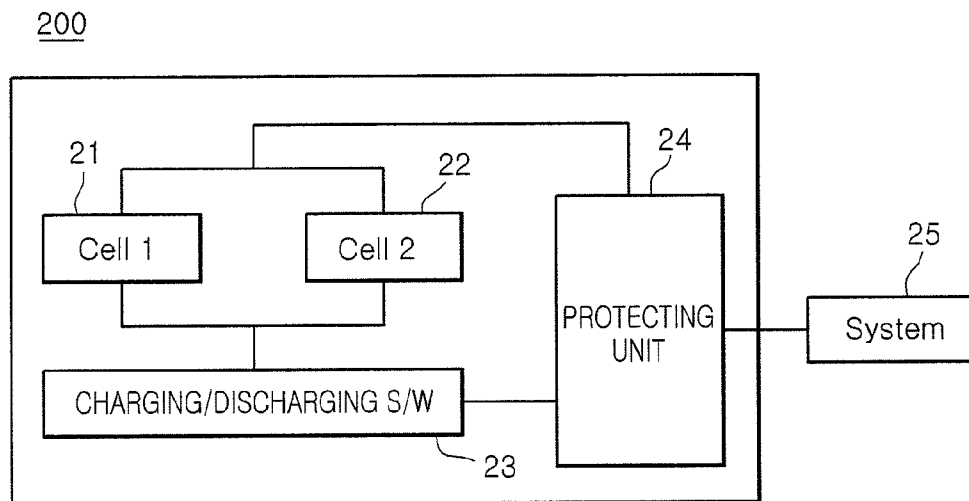 200
21
22
24
Cell 1
Cell 2
25
PROTECTING
UNIT
System
CHARGING/DISCHARGING S/W
23